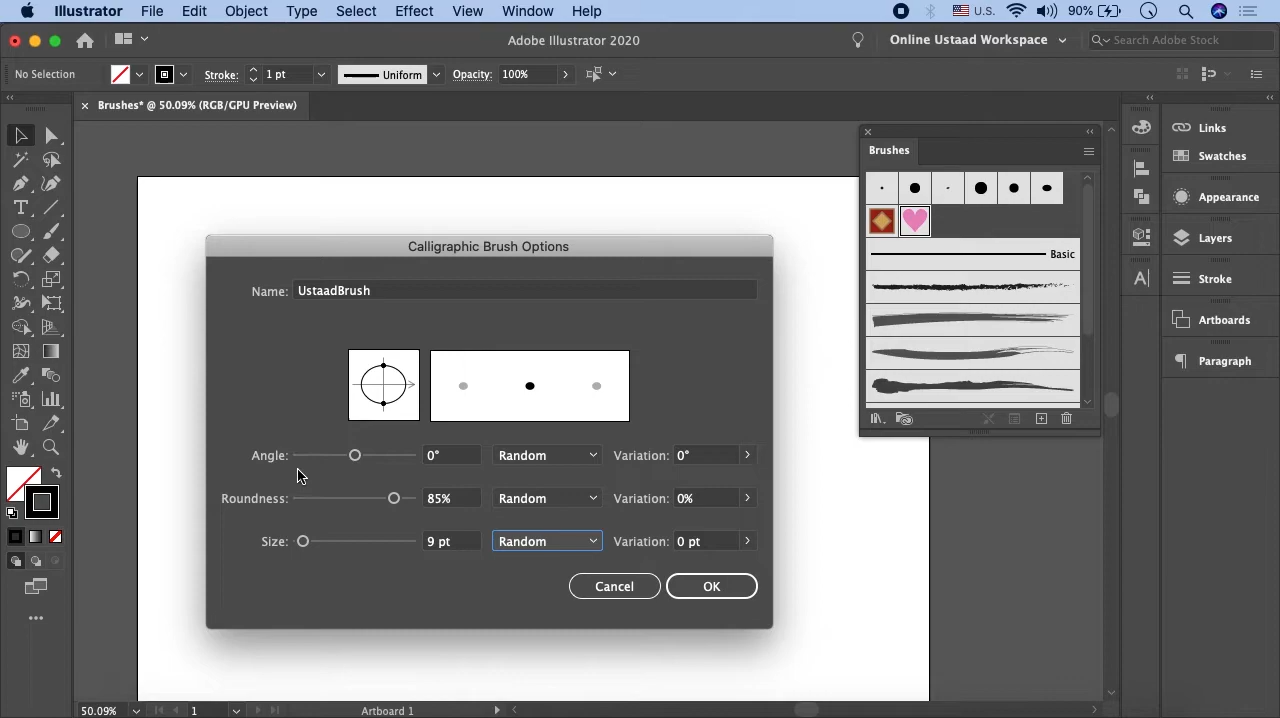 Illustrator File Edit Object Type Select Effect View Window Help U.S. 90%
Adobe Illustrator 2020 Online Ustaad Workspace Search Adobe Stock
No Selection Stroke: 1 pt Uniform Opacity: 100%
Brushes* @ 50.09% (RGB/GPU Preview)
Brushes
Basic
Links
Swatches
Appearance
Layers
Stroke
Artboards
Paragraph
Calligraphic Brush Options
Name: UstaadBrush
Angle: 0° Random Variation: 0°
Roundness: 85% Random Variation: 0%
Size: 9 pt Random Variation: 0 pt
Cancel OK
50.09% 1 Artboard 1